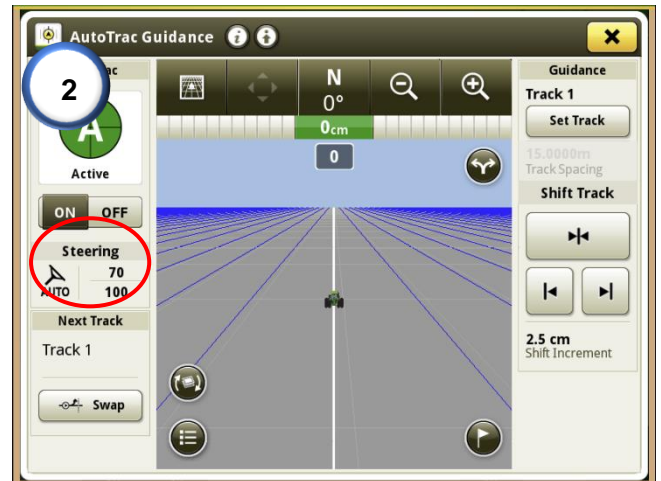 AutoTrac Guidance
2
ac
A
Active
ON OFF
Steering
70
AUTO 100
Next Track
Track 1
Swap
N
0°
0cm
0
Guidance
Track 1
Set Track
15.0000m
Track Spacing
Shift Track
2.5 cm
Shift Increment